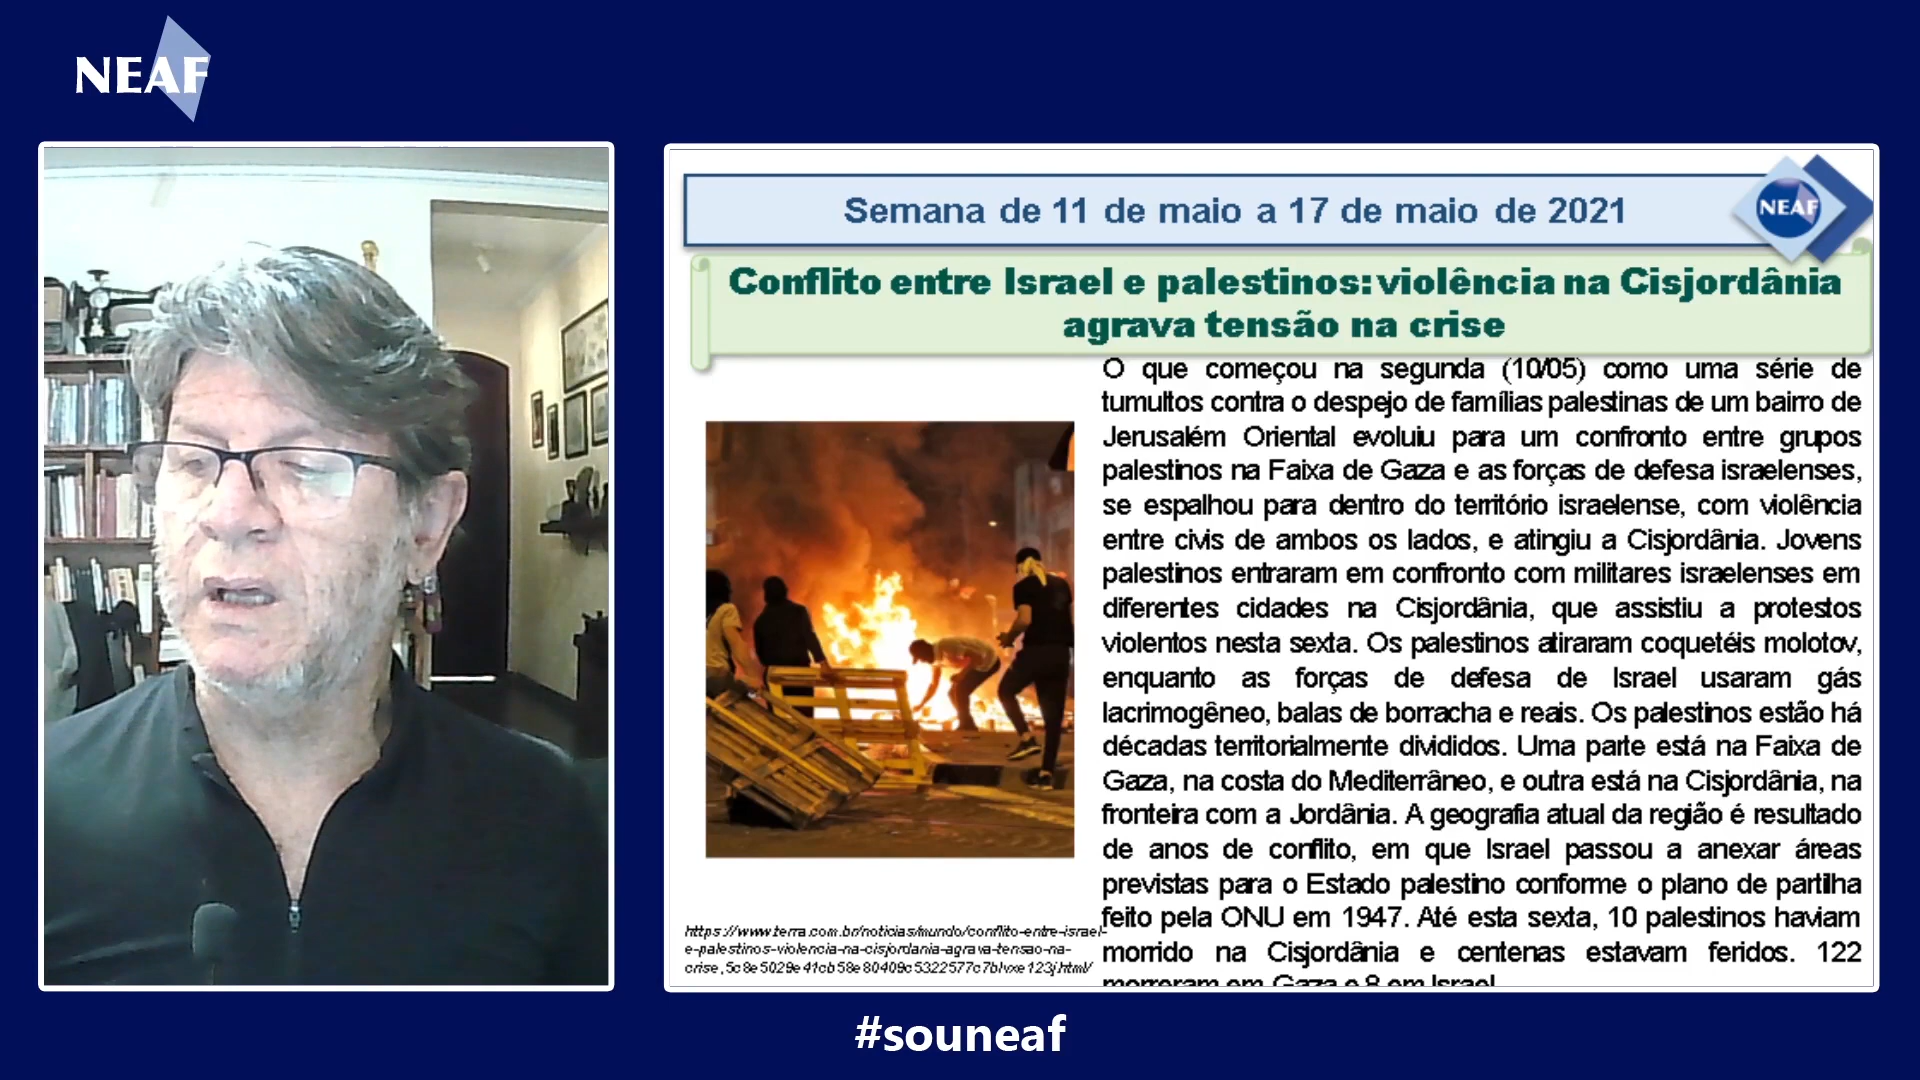 NEAF
Semana de 11 de maio a 17 de maio de 2021
NEAF
Conflito entre Israel e palestinos: violência na Cisjordânia
agrava tensão na crise
O que começou na segunda (10/05) como uma série de
tumultos contra o despejo de famílias palestinas de um bairro de
Jerusalém Oriental evoluiu para um confronto entre grupos
palestinos na Faixa de Gaza e as forças de defesa israelenses,
se espalhou para dentro do território israelense, com violência
entre civis de ambos os lados, e atingiu a Cisjordânia. Jovens
palestinos entraram em confronto com militares israelenses em
diferentes cidades na Cisjordânia, que assistiu a protestos
violentos nesta sexta. Os palestinos atiraram coquetéis molotov,
enquanto as forças de defesa de Israel usaram gás
lacrimogêneo, balas de borracha e reais. Os palestinos estão há
décadas territorialmente divididos. Uma parte está na Faixa de
Gaza, na costa do Mediterrâneo, e outra está na Cisjordânia, na
fronteira com a Jordânia. A geografia atual da região é resultado
de anos de conflito, em que Israel passou a anexar áreas
previstas para o Estado palestino conforme o plano de partilha
feito pela ONU em 1947. Até esta sexta, 10 palestinos haviam
morrido na Cisjordânia e centenas estavam feridos. 122
morreram em Gaza e 8 em Israel
https://www.terra.com.br/noticias/mundo/conflito-entre-israel-
e-palestinos-violencia-na-cisjordania-agrava-tensao-na-
#souneaf